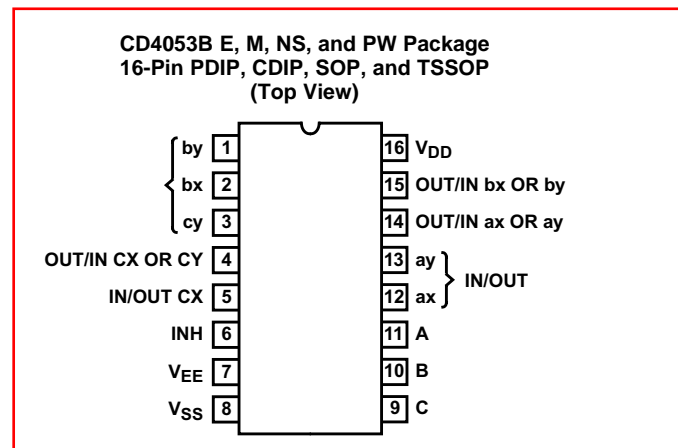 CD4053B E, M, NS, and PW Package
16-Pin PDIP, CDIP, SOP, and TSSOP
(Top View)
by 1 16 VDD
bx 2 15 OUT/IN bx OR by
cy 3 14 OUT/IN ax OR ay
OUT/IN CX OR CY 4 13 ay
IN/OUT
IN/OUT CX 5 12 ax
INH 6 11 A
VEE 7 10 B
VSS 8 9 C